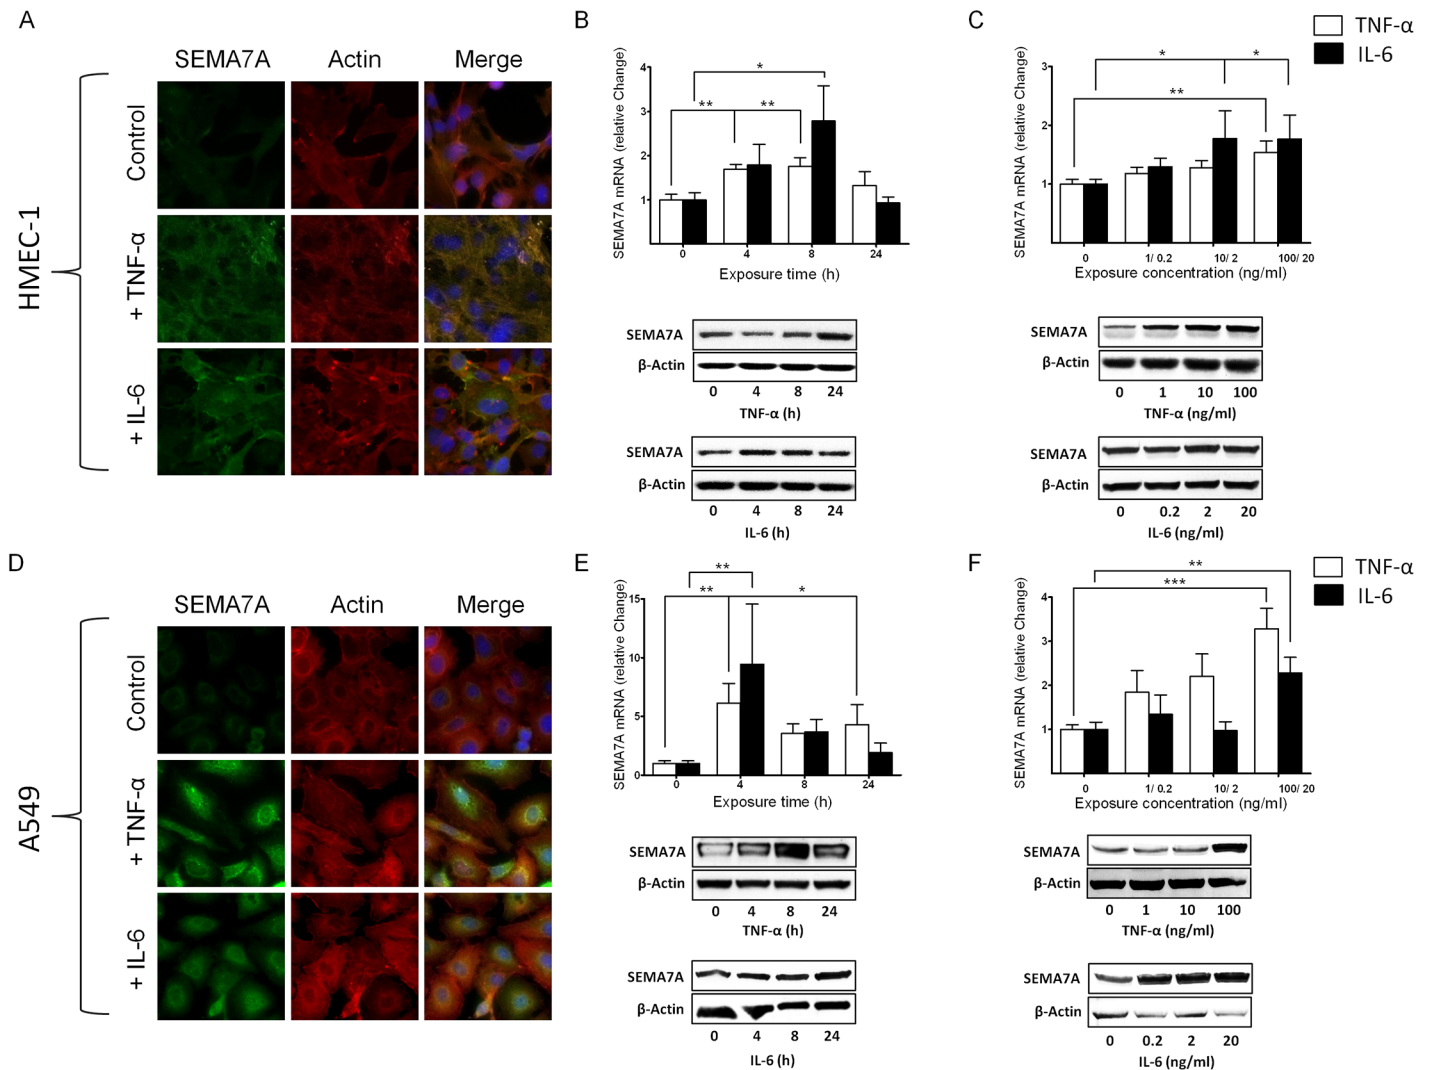 A
SEMA7A Actin Merge
HMEC-1
Control
+ TNF-α
+ IL-6
B
SEMA7A mRNA (relative Change)
4
3
2
1
*
** **
0 4 8 24
Exposure time (h)
SEMA7A
β-Actin
0 4 8 24
TNF-α (h)
SEMA7A
β-Actin
0 4 8 24
IL-6 (h)
C
TNF-α
IL-6
SEMA7A mRNA (relative Change)
3
2
1
* *
**
0 1/ 0.2 10/ 2 100/ 20
Exposure concentration (ng/ml)
SEMA7A
β-Actin
0 1 10 100
TNF-α (ng/ml)
SEMA7A
β-Actin
0 0.2 2 20
IL-6 (ng/ml)
D
SEMA7A Actin Merge
A549
Control
+ TNF-α
+ IL-6
E
SEMA7A mRNA (relative Change)
15
10
5
0
**
** *
0 4 8 24
Exposure time (h)
SEMA7A
β-Actin
0 4 8 24
TNF-α (h)
SEMA7A
β-Actin
0 4 8 24
IL-6 (h)
F
TNF-α
IL-6
SEMA7A mRNA (relative Change)
4
3
2
1
**
***
0 1/ 0.2 10/ 2 100/ 20
Exposure concentration (ng/ml)
SEMA7A
β-Actin
0 1 10 100
TNF-α (ng/ml)
SEMA7A
β-Actin
0 0.2 2 20
IL-6 (ng/ml)